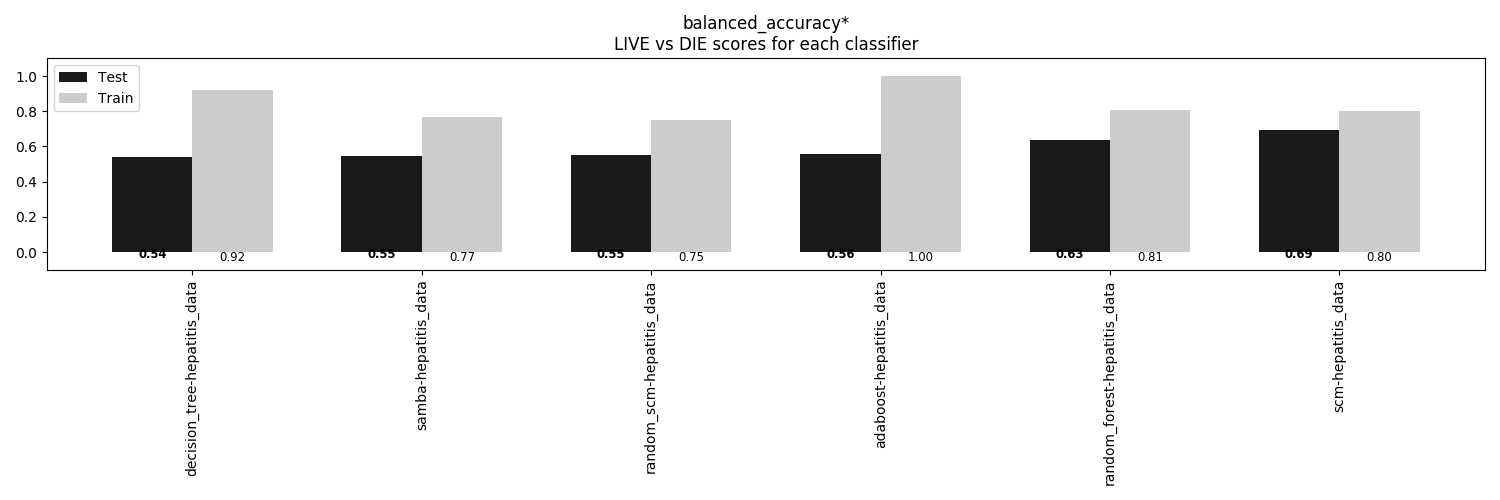 balanced_accuracy*
LIVE vs DIE scores for each classifier
Test
Train
1.0
0.8
0.6
0.4
0.2
0.0
0.54 0.92 0.55 0.77 0.55 0.75 0.56 1.00 0.63 0.81 0.69 0.80
decision_tree-hepatitis_data
samba-hepatitis_data
random_scm-hepatitis_data
adaboost-hepatitis_data
random_forest-hepatitis_data
scm-hepatitis_data